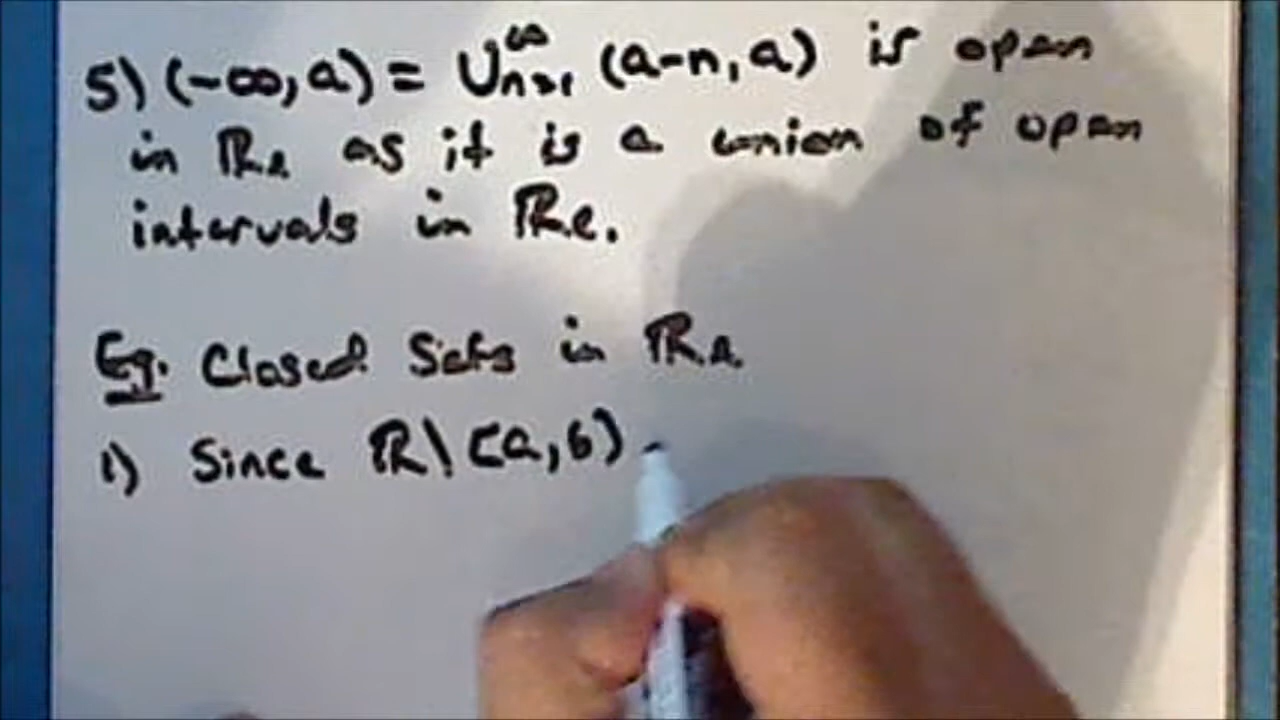 5) (-∞, a) = ∪ₙ₌₁^∞ (a-n, a) is open
in ℝℓ as it is a union of open
intervals in ℝℓ.
Eg. Closed Sets in ℝℓ
1) Since ℝ\[a,b)